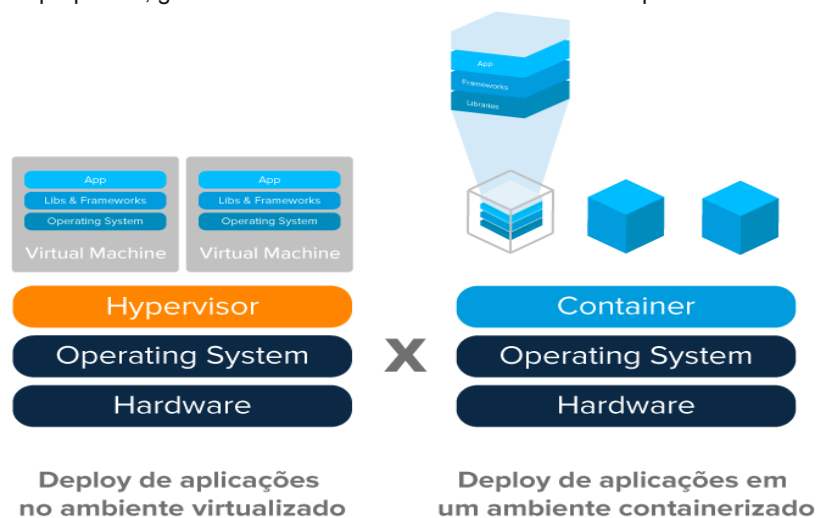 App
Frameworks
Libraries
App
Libs & Frameworks
Operating System
Virtual Machine
App
Libs & Frameworks
Operating System
Virtual Machine
Hypervisor
Operating System
Hardware
X
Container
Operating System
Hardware
Deploy de aplicações
no ambiente virtualizado
Deploy de aplicações em
um ambiente containerizado